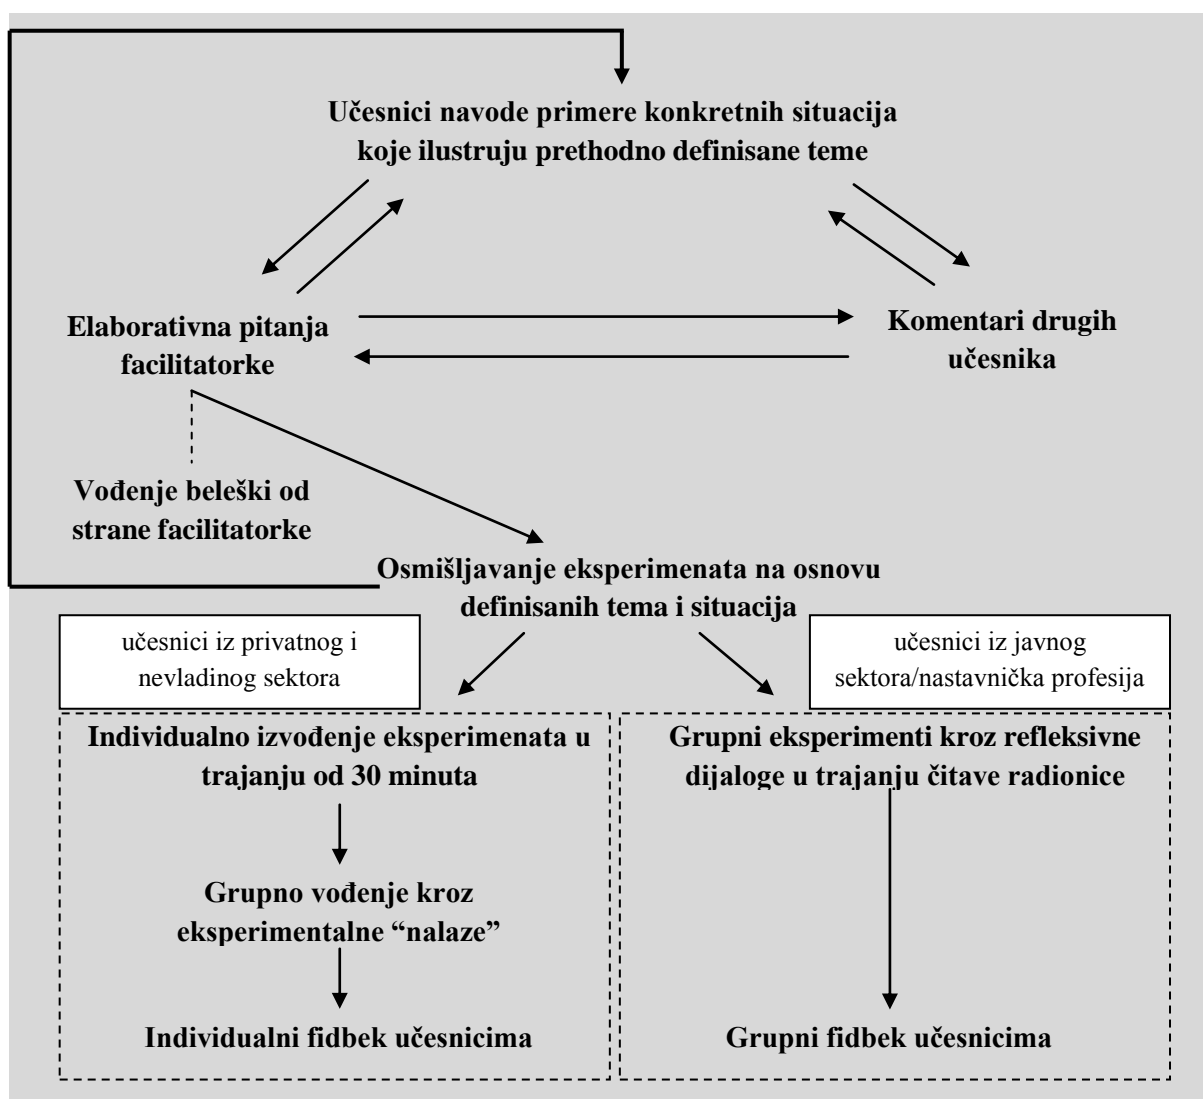 Učesnici navode primere konkretnih situacija
koje ilustruju prethodno definisane teme
Elaborativna pitanja
facilitatorke
Komentari drugih
učesnika
Vođenje beleški od
strane facilitatorke
Osmišljavanje eksperimenata na osnovu
definisanih tema i situacija
učesnici iz privatnog i
nevladinog sektora
učesnici iz javnog
sektora/nastavnička profesija
Individualno izvođenje eksperimenata u
trajanju od 30 minuta
Grupni eksperimenti kroz refleksivne
dijaloge u trajanju čitave radionice
Grupno vođenje kroz
eksperimentalne “nalaze”
Individualni fidbek učesnicima
Grupni fidbek učesnicima